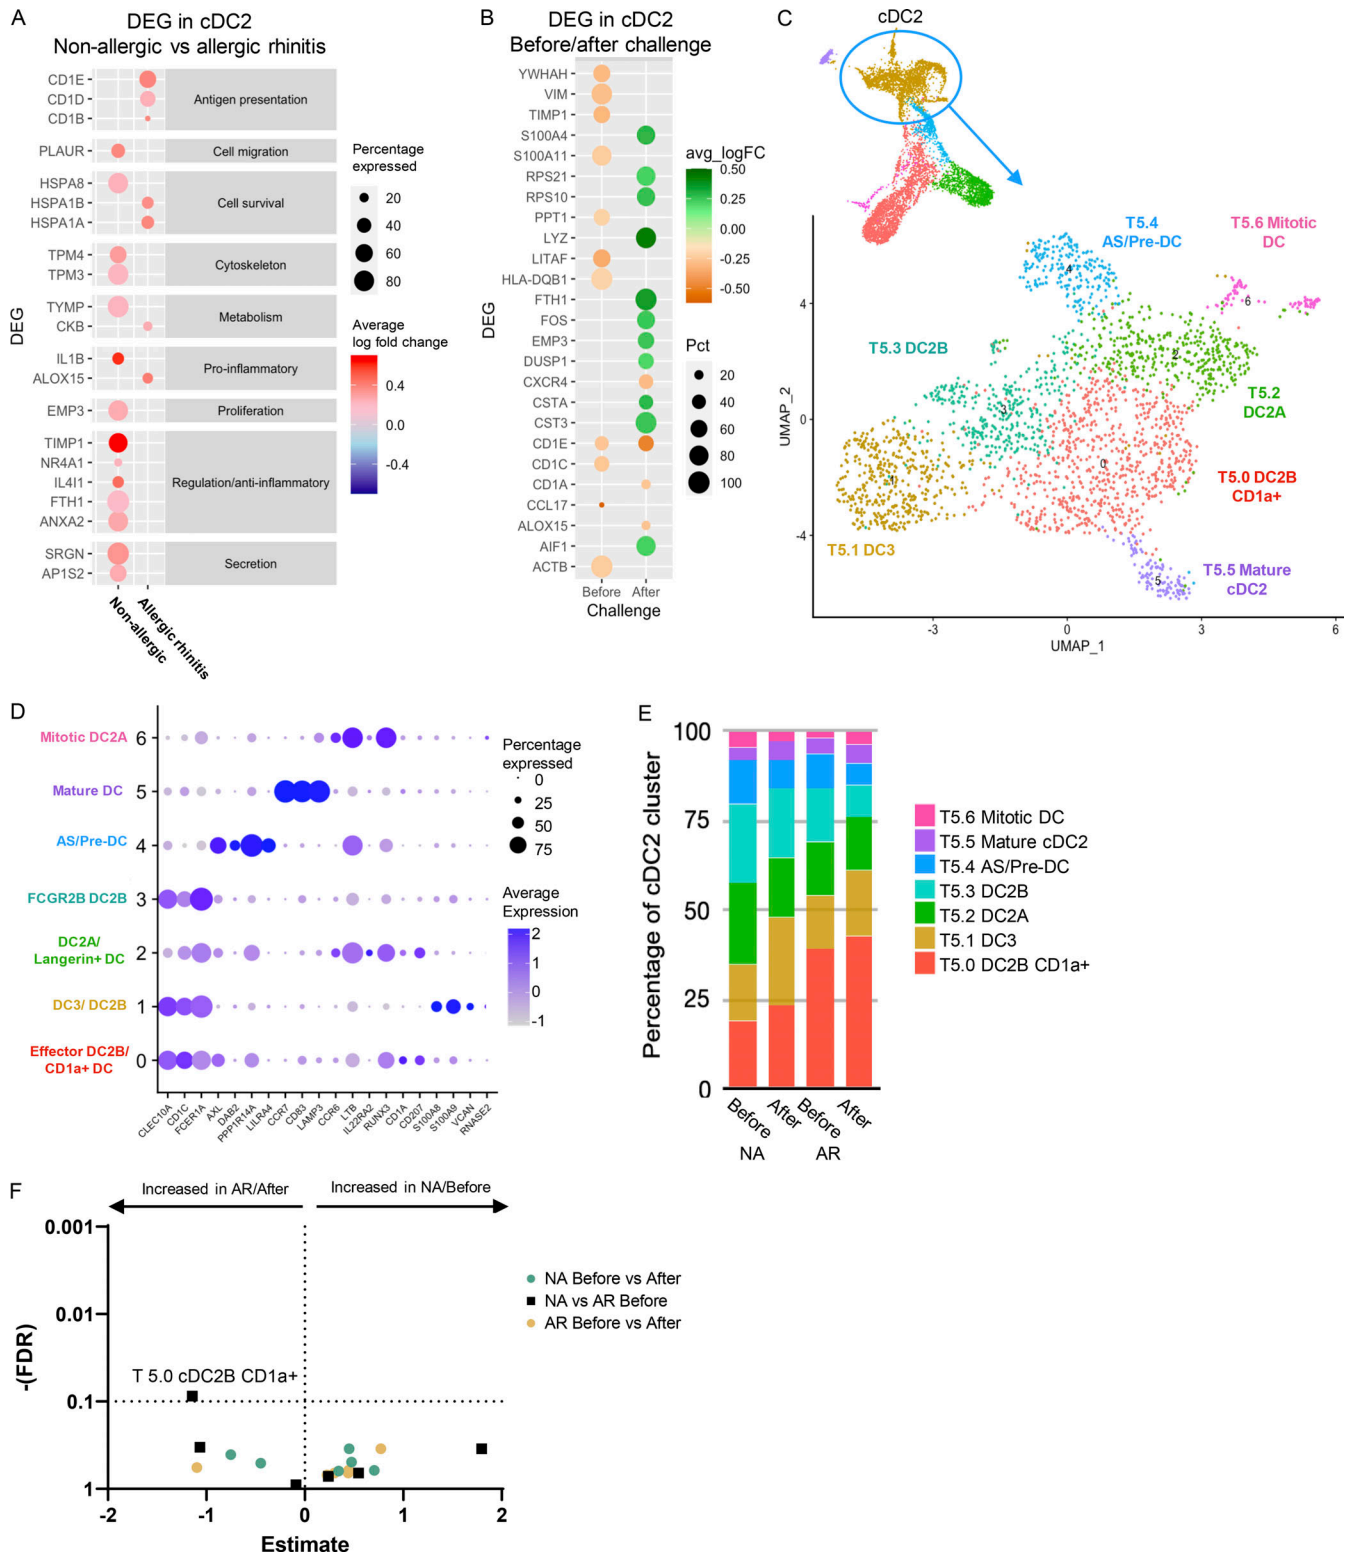 A
DEG in cDC2
Non-allergic vs allergic rhinitis
DEG
CD1E
CD1D
CD1B
Antigen presentation
PLAUR
Cell migration
HSPA8
HSPA1B
HSPA1A
Cell survival
TPM4
TPM3
Cytoskeleton
TYMP
CKB
Metabolism
IL1B
ALOX15
Pro-inflammatory
EMP3
Proliferation
TIMP1
NR4A1
IL4I1
FTH1
ANXA2
Regulation/anti-inflammatory
SRGN
AP1S2
Secretion
Non-allergic
Allergic rhinitis
Percentage
expressed
20
40
60
80
Average
log fold change
0.4
0.2
0.0
-0.4
B
DEG in cDC2
Before/after challenge
DEG
YWHAH
VIM
TIMP1
S100A4
S100A11
RPS21
RPS10
PPT1
LYZ
LITAF
HLA-DQB1
FTH1
FOS
EMP3
DUSP1
CXCR4
CSTA
CST3
CD1E
CD1C
CD1A
CCL17
ALOX15
AIF1
ACTB
Before After
Challenge
avg_logFC
0.50
0.25
0.00
-0.25
-0.50
Pct
20
40
60
80
100
C
cDC2
T5.4
AS/Pre-DC
T5.6 Mitotic
DC
T5.3 DC2B
T5.2
DC2A
T5.0 DC2B
CD1a+
T5.1 DC3
T5.5 Mature
cDC2
4
6
2
3
0
1
5
UMAP_2
4
0
-4
-3
0
3
6
UMAP_1
D
Mitotic DC2A 6
Mature DC 5
AS/Pre-DC 4
FCGR2B DC2B 3
DC2A/
Langerin+ DC 2
DC3/ DC2B 1
Effector DC2B/
CD1a+ DC 0
CLEC10A
CD1C
FCER1A
AXL
DAB2
PPP1R14A
LILRA4
CCR7
CD83
LAMP3
CCR6
LTB
IL22RA2
RUNX3
CD1A
CD207
S100A8
S100A9
VCAN
RNASE2
Percentage
expressed
0
25
50
75
Average
Expression
2
1
0
-1
E
Percentage of cDC2 cluster
100
75
50
25
0
Before
After
Before
After
NA
AR
T5.6 Mitotic DC
T5.5 Mature cDC2
T5.4 AS/Pre-DC
T5.3 DC2B
T5.2 DC2A
T5.1 DC3
T5.0 DC2B CD1a+
F
Increased in AR/After
Increased in NA/Before
-(FDR)
0.001
0.01
0.1
1
T 5.0 cDC2B CD1a+
-2
-1
0
1
2
Estimate
NA Before vs After
NA vs AR Before
AR Before vs After